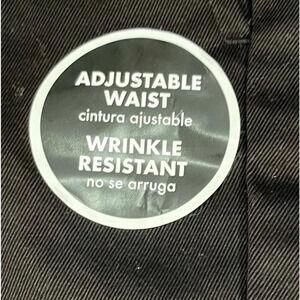 ADJUSTABLE
WAIST
cintura ajustable
WRINKLE
RESISTANT
no se arruga